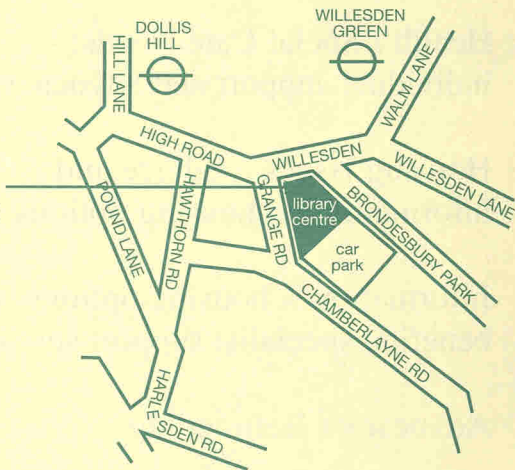 DOLLIS
HILL
WILLESDEN
GREEN
HILL LANE
WALM LANE
HIGH ROAD
WILLESDEN
WILLESDEN LANE
POUND LANE
HAWTHORN RD
GRANGE RD
library
centre
BRONDESBURY PARK
car
park
CHAMBERLAYNE RD
HARLESDEN RD